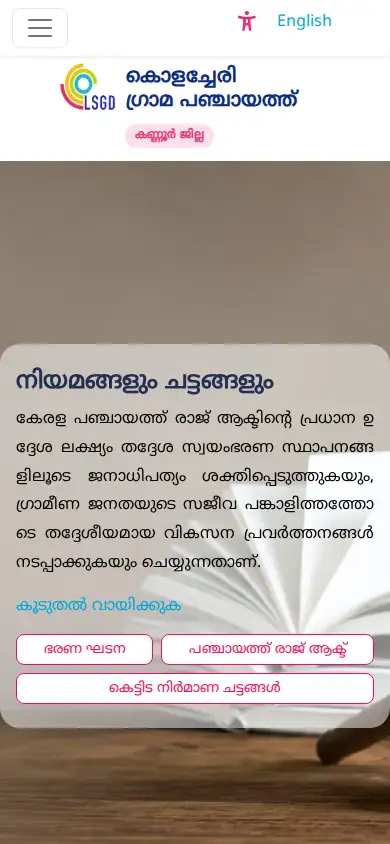 English
LSGD
കൊളച്ചേരി
ഗ്രാമ പഞ്ചായത്ത്
കണ്ണൂർ ജില്ല
നിയമങ്ങളും ചട്ടങ്ങളും
കേരള പഞ്ചായത്ത് രാജ് ആക്ടിന്റെ പ്രധാന ഉ
ദ്ദേശ ലക്ഷ്യം തദ്ദേശ സ്വയംഭരണ സ്ഥാപനങ്ങ
ളിലൂടെ ജനാധിപത്യം ശക്തിപ്പെടുത്തുകയും,
ഗ്രാമീണ ജനതയുടെ സജീവ പങ്കാളിത്തത്തോ
ടെ തദ്ദേശീയമായ വികസന പ്രവർത്തനങ്ങൾ
നടപ്പാക്കുകയും ചെയ്യുന്നതാണ്.
കൂടുതൽ വായിക്കുക
ഭരണ ഘടന
പഞ്ചായത്ത് രാജ് ആക്ട്
കെട്ടിട നിർമാണ ചട്ടങ്ങൾ